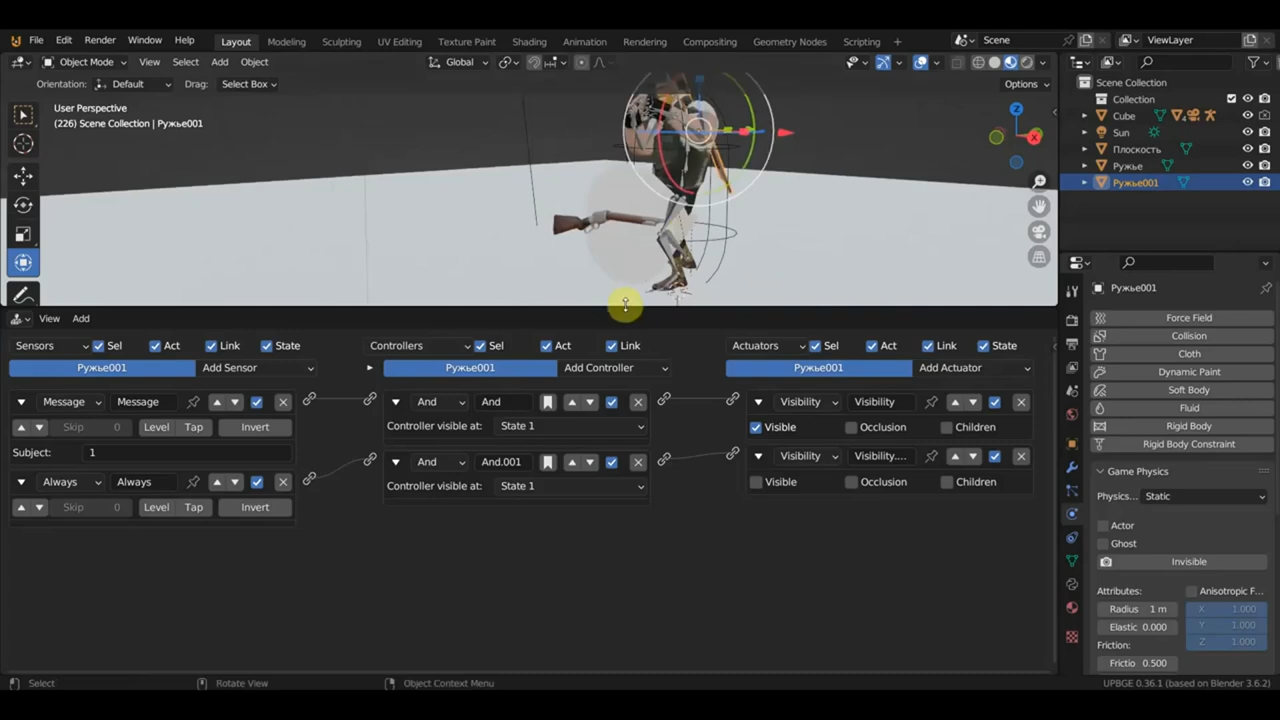 File Edit Render Window Help Layout Modeling Sculpting UV Editing Texture Paint Shading Animation Rendering Compositing Geometry Nodes Scripting + Scene ViewLayer
Object Mode View Select Add Object Global
Orientation: Default Drag: Select Box Options
User Perspective
(226) Scene Collection | Ружье001
Z
X
Scene Collection
Collection
Cube
Sun
Плоскость
Ружье
Ружье001
View Add
Sensors Sel Act Link State Controllers Sel Act Link Actuators Sel Act Link State
Ружье001 Add Sensor Ружье001 Add Controller Ружье001 Add Actuator
Message Message And And Visibility Visibility
Skip 0 Level Tap Invert Controller visible at: State 1 Visible Occlusion Children
Subject: 1
Always Always And And.001 Visibility Visibility....
Skip 0 Level Tap Invert Controller visible at: State 1 Visible Occlusion Children
Ружье001
Force Field
Collision
Cloth
Dynamic Paint
Soft Body
Fluid
Rigid Body
Rigid Body Constraint
Game Physics
Physics... Static
Actor
Ghost
Invisible
Attributes: Anisotropic F...
Radius 1 m X 1.000
Elastic 0.000 Y 1.000
Friction: Z 1.000
Frictio 0.500
Select Rotate View Object Context Menu UPBGE 0.36.1 (based on Blender 3.6.2)